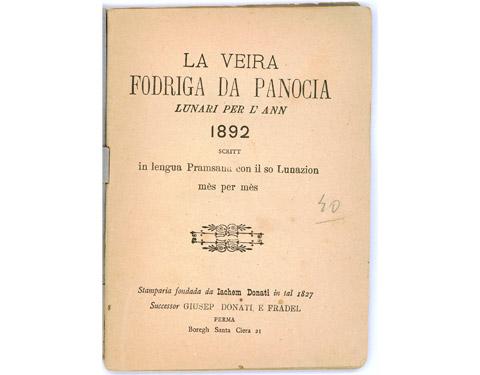 LA VEIRA
FODRIGA DA PANOCIA
LUNARI PER L' ANN
1892
SCRITT
in lengua Pramsana con il so Lunazion
mès per mès
40
Stamparia fondada da Iachem Donati in tal 1827
Successor GIUSEP DONATI, E FRADEL
PERMA
Boregh Santa Ciera 21